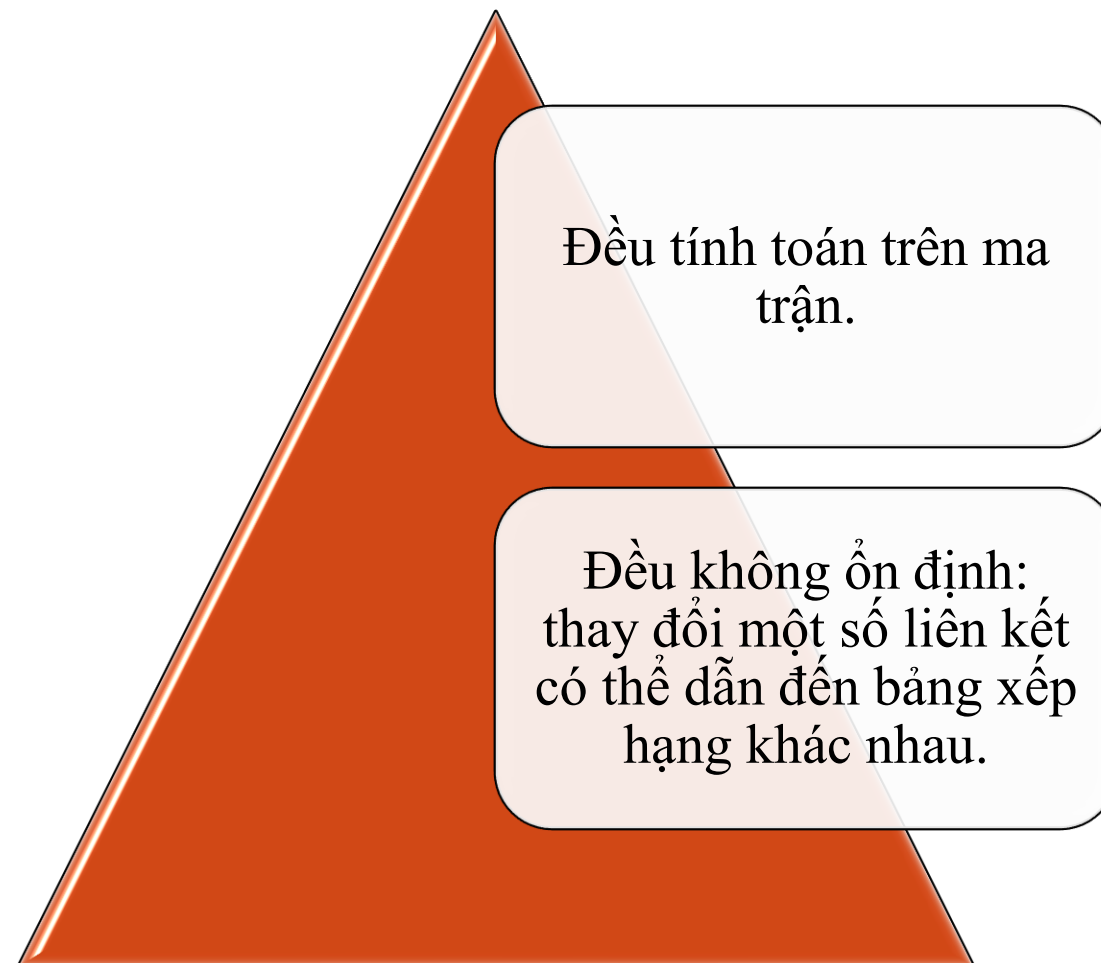 Đều tính toán trên ma
trận.
Đều không ổn định:
thay đổi một số liên kết
có thể dẫn đến bảng xếp
hạng khác nhau.